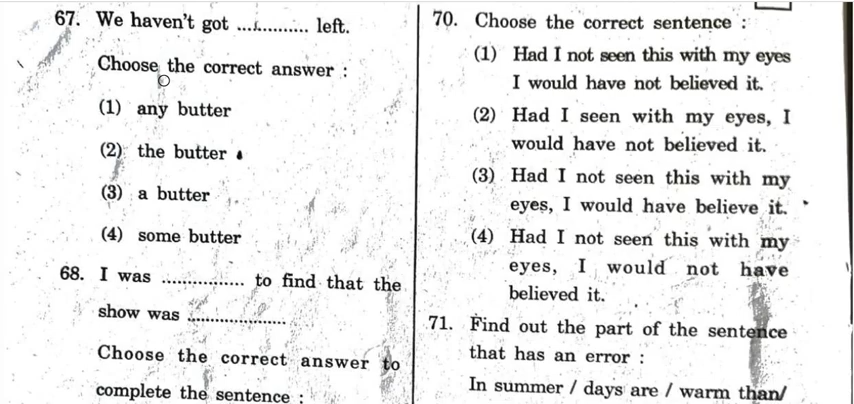 67. We haven't got ............ left.
Choose the correct answer :
(1) any butter
(2) the butter
(3) a butter
(4) some butter
68. I was ................ to find that the
show was ...................
Choose the correct answer to
complete the sentence :
70. Choose the correct sentence :
(1) Had I not seen this with my eyes
I would have not believed it.
(2) Had I seen with my eyes, I
would have not believed it.
(3) Had I not seen this with my
eyes, I would have believe it.
(4) Had I not seen this with my
eyes, I would not have
believed it.
71. Find out the part of the sentence
that has an error :
In summer / days are / warm than/